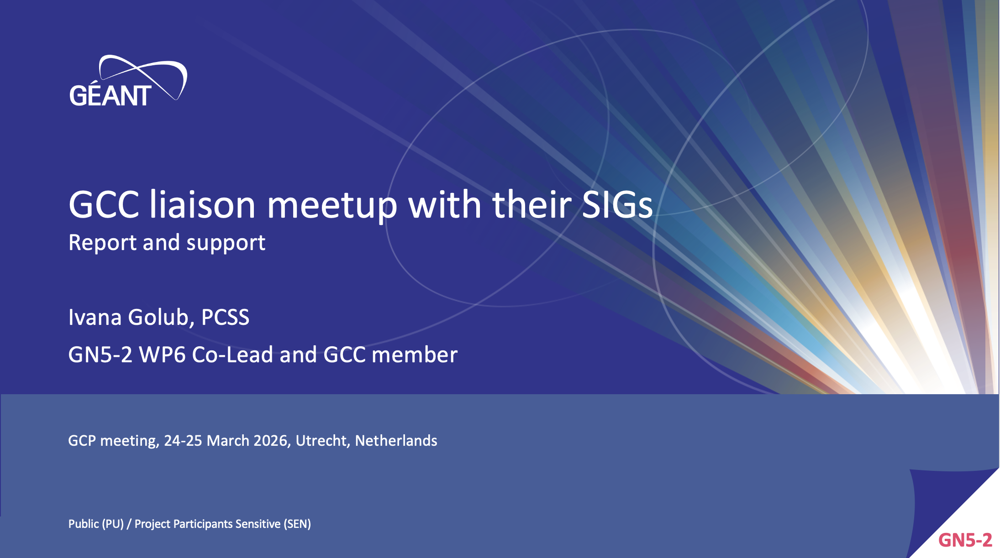 GÉANT
GCC liaison meetup with their SIGs
Report and support
Ivana Golub, PCSS
GN5-2 WP6 Co-Lead and GCC member
GCP meeting, 24-25 March 2026, Utrecht, Netherlands
Public (PU) / Project Participants Sensitive (SEN)
GN5-2